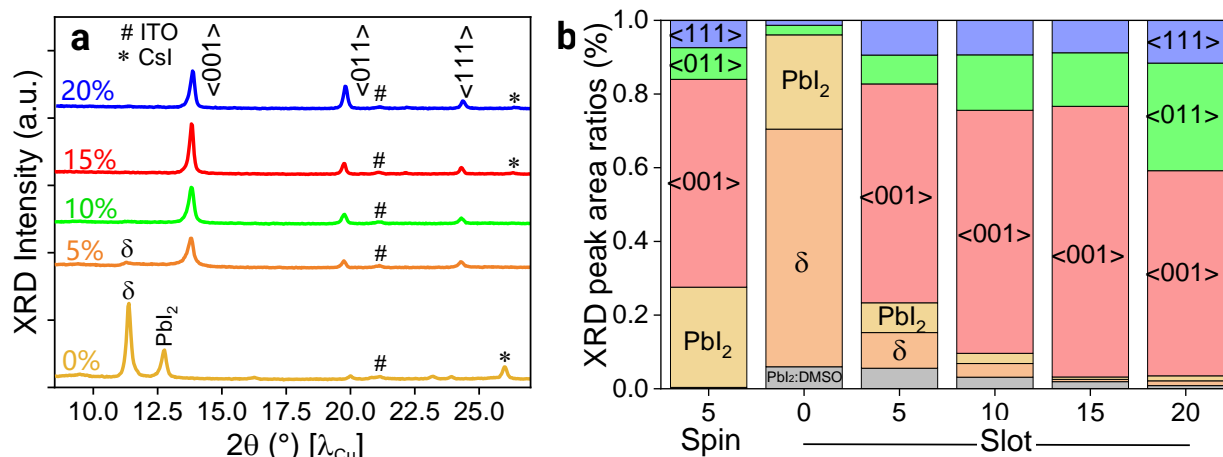 a
# ITO
* CsI
<001>
<011>
<111>
20%
#
*
15%
#
*
10%
#
5%
δ
#
0%
δ
PbI₂
#
*
XRD Intensity (a.u.)
10.0 12.5 15.0 17.5 20.0 22.5 25.0
2θ (°) [λCu]
b
XRD peak area ratios (%)
1.0
0.8
0.6
0.4
0.2
0.0
<111>
<011>
<001>
PbI₂
PbI₂
δ
PbI₂:DMSO
<001>
PbI₂
δ
<001>
<001>
<111>
<011>
<001>
5 0 5 10 15 20
Spin Slot